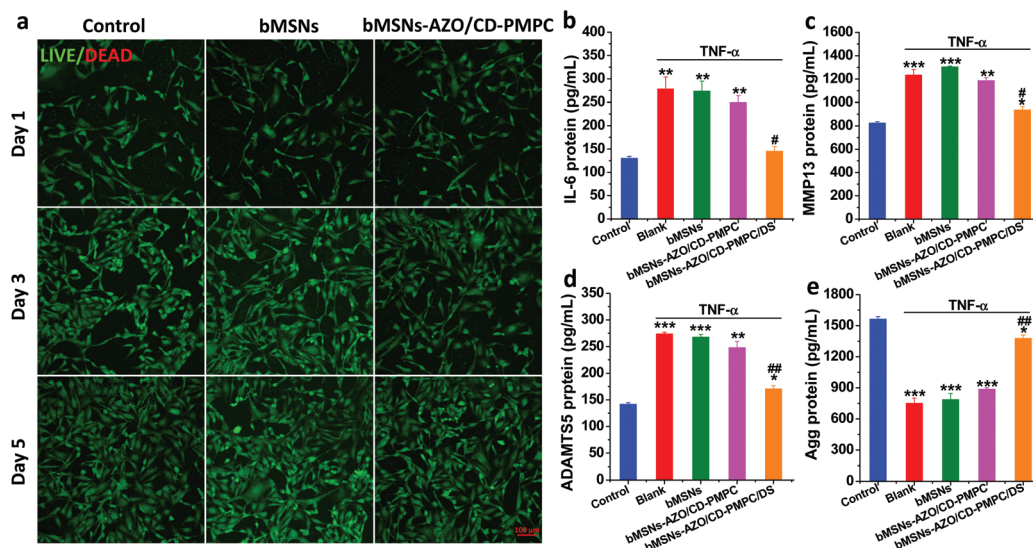 a
Control
bMSNs
bMSNs-AZO/CD-PMPC
LIVE/DEAD
Day 1
Day 3
Day 5
100 μm
b
TNF-α
IL-6 protein (pg/mL)
350
300
250
200
150
100
50
0
**
**
**
#
Control
Blank
bMSNs
bMSNs-AZO/CD-PMPC
bMSNs-AZO/CD-PMPC/DS
c
TNF-α
MMP13 protein (pg/mL)
1600
1400
1200
1000
800
600
400
200
0
***
***
**
#
*
Control
Blank
bMSNs
bMSNs-AZO/CD-PMPC
bMSNs-AZO/CD-PMPC/DS
d
TNF-α
ADAMTS5 prptein (pg/mL)
350
300
250
200
150
100
50
0
***
***
**
##
*
Control
Blank
bMSNs
bMSNs-AZO/CD-PMPC
bMSNs-AZO/CD-PMPC/DS
e
TNF-α
Agg protein (pg/mL)
1800
1500
1200
900
600
300
0
***
***
***
##
*
Control
Blank
bMSNs
bMSNs-AZO/CD-PMPC
bMSNs-AZO/CD-PMPC/DS